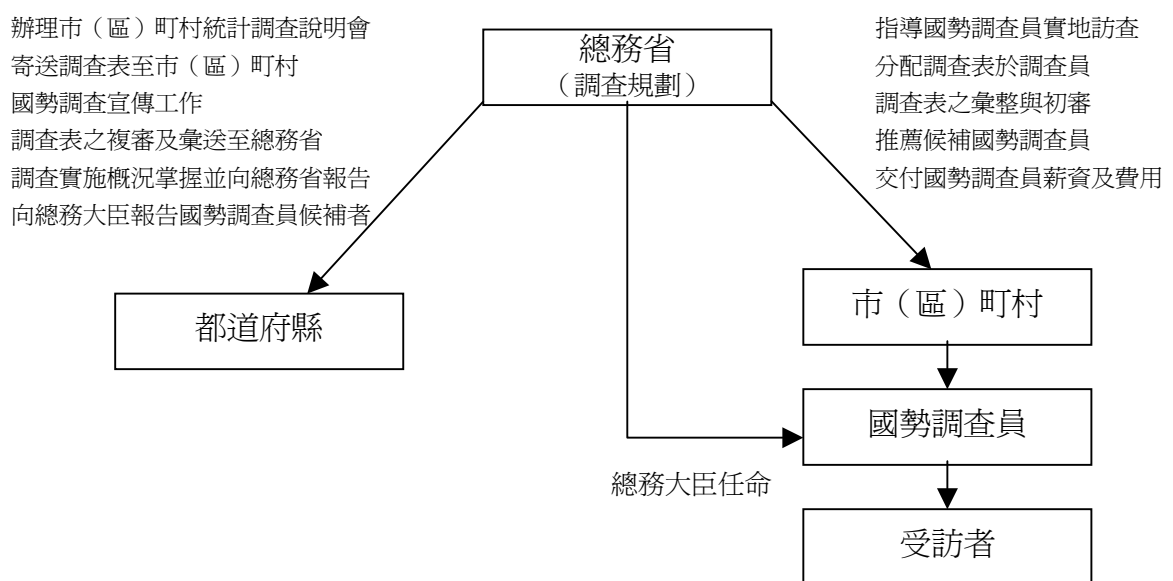 辦理市（區）町村統計調查說明會
寄送調查表至市（區）町村
國勢調查宣傳工作
調查表之複審及彙送至總務省
調查實施概況掌握並向總務省報告
向總務大臣報告國勢調查員候補者
總務省
（調查規劃）
指導國勢調查員實地訪查
分配調查表於調查員
調查表之彙整與初審
推薦候補國勢調查員
交付國勢調查員薪資及費用
都道府縣
市（區）町村
國勢調查員
總務大臣任命
受訪者